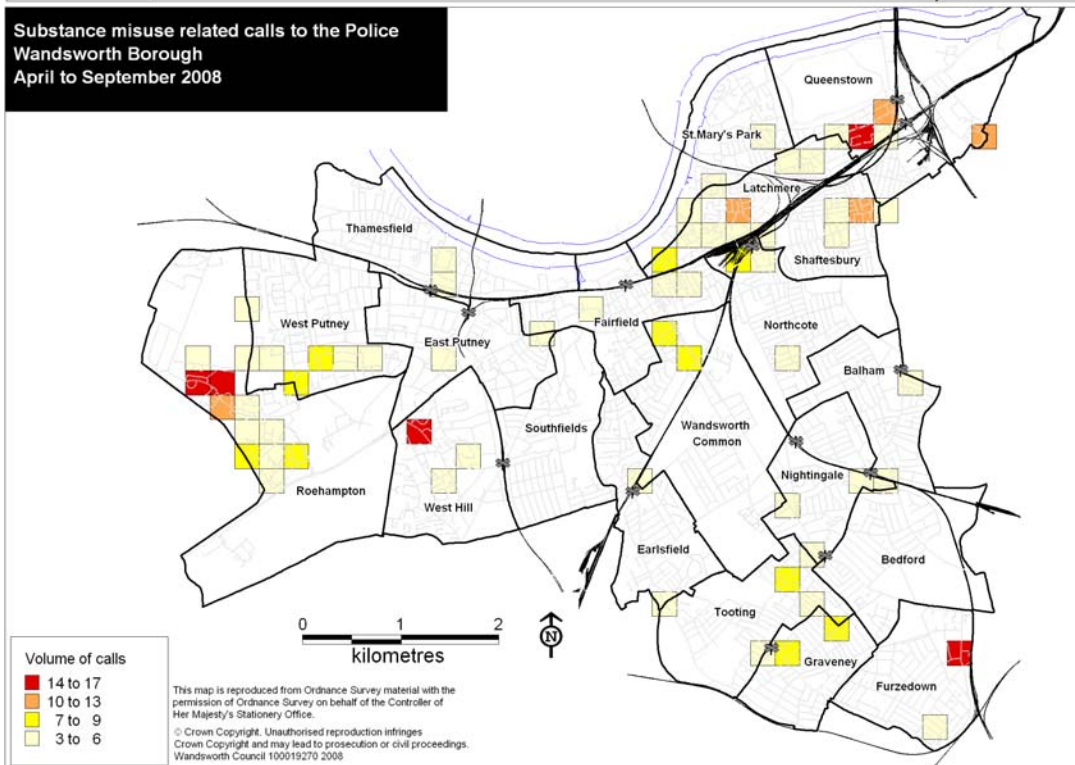 Substance misuse related calls to the Police
Wandsworth Borough
April to September 2008
Queenstown
St.Mary's Park
Latchmere
Thamesfield
Shaftesbury
West Putney
East Putney
Fairfield
Northcote
Balham
Wandsworth
Common
Southfields
Nightingale
Roehampton
West Hill
Earlsfield
Bedford
Tooting
Graveney
Furzedown
0 1 2
kilometres
N
Volume of calls
14 to 17
10 to 13
7 to 9
3 to 6
This map is reproduced from Ordnance Survey material with the
permission of Ordnance Survey on behalf of the Controller of
Her Majesty's Stationery Office.
© Crown Copyright. Unauthorised reproduction infringes
Crown Copyright and may lead to prosecution or civil proceedings.
Wandsworth Council 100019270 2008